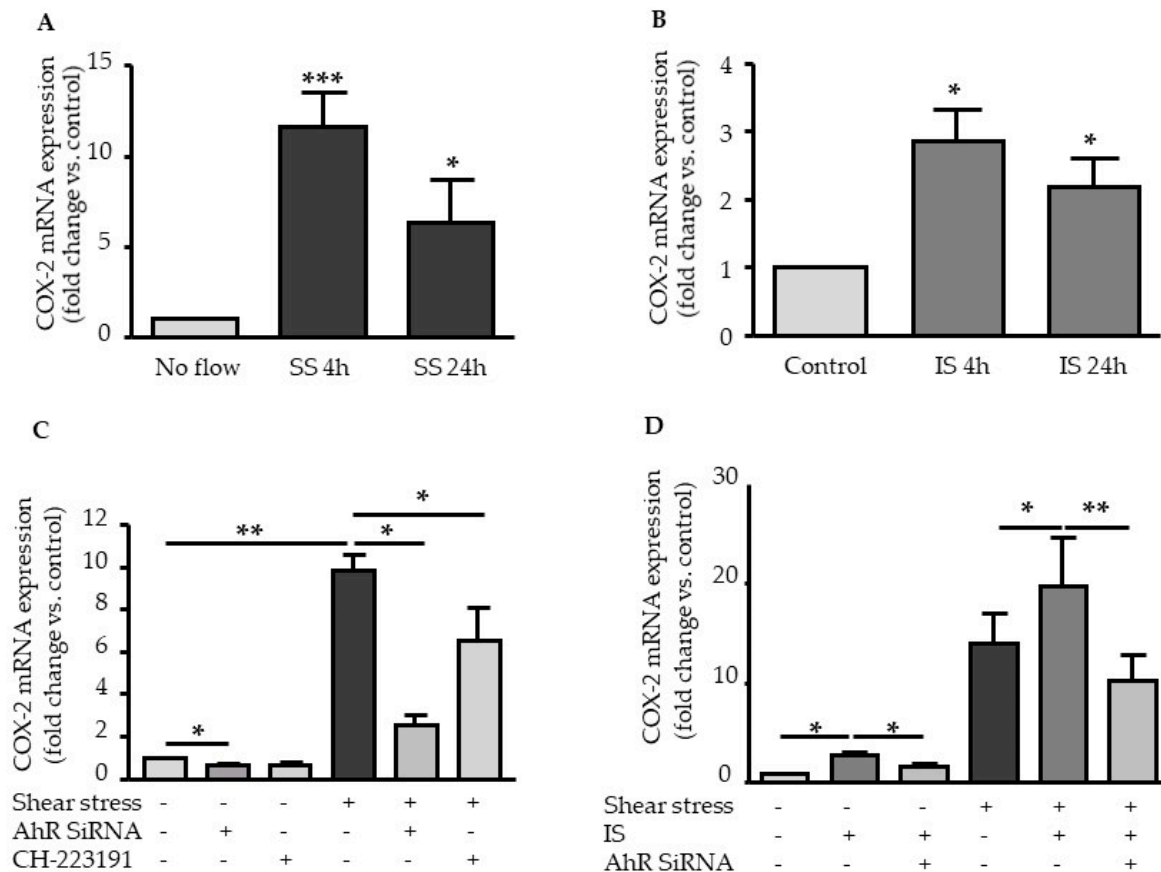 A
COX-2 mRNA expression
(fold change vs. control)
15
10
5
0
***
*
No flow SS 4h SS 24h
B
COX-2 mRNA expression
(fold change vs. control)
4
3
2
1
0
*
*
Control IS 4h IS 24h
C
COX-2 mRNA expression
(fold change vs. control)
12
10
8
6
4
2
0
*
**
*
*
Shear stress - - - + + +
AhR SiRNA - + - - + -
CH-223191 - - + - - +
D
COX-2 mRNA expression
(fold change vs. control)
30
20
10
0
* **
* *
Shear stress - - - + + +
IS - + + - + +
AhR SiRNA - - + - - +